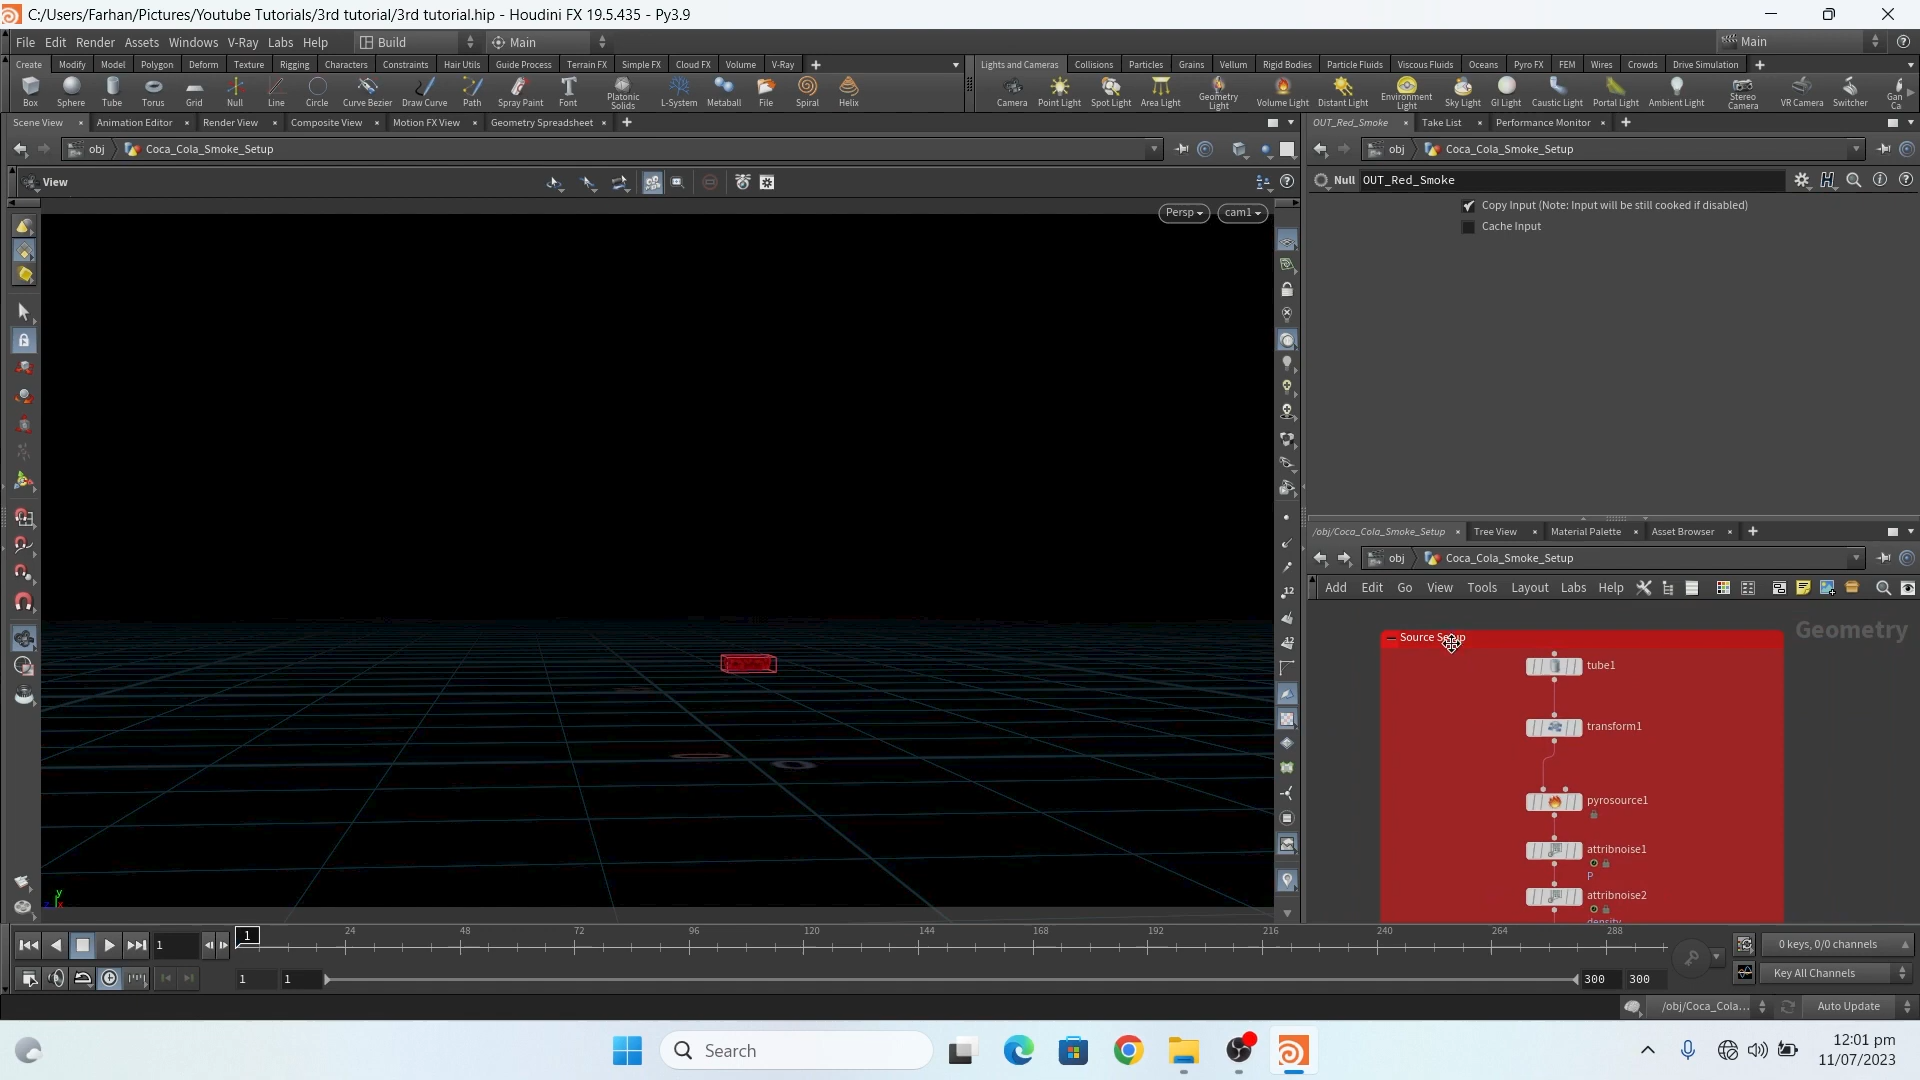 C:/Users/Farhan/Pictures/Youtube Tutorials/3rd tutorial/3rd tutorial.hip - Houdini FX 19.5.435 - Py3.9
File Edit Render Assets Windows V-Ray Labs Help Build Main Main
Create Modify Model Polygon Deform Texture Rigging Characters Constraints Hair Utils Guide Process Terrain FX Simple FX Cloud FX Volume V-Ray
Lights and Cameras Collisions Particles Grains Vellum Rigid Bodies Particle Fluids Viscous Fluids Oceans Pyro FX FEM Wires Crowds Drive Simulation
Box Sphere Tube Torus Grid Null Line Circle Curve Bezier Draw Curve Path Spray Paint Font Platonic Solids L-System Metaball File Spiral Helix
Camera Point Light Spot Light Area Light Geometry Light Volume Light Distant Light Environment Light Sky Light GI Light Caustic Light Portal Light Ambient Light Stereo Camera VR Camera Switcher
Scene View Animation Editor Render View Composite View Motion FX View Geometry Spreadsheet
OUT_Red_Smoke Take List Performance Monitor
obj Coca_Cola_Smoke_Setup
obj Coca_Cola_Smoke_Setup
View
Null OUT_Red_Smoke
Persp cam1
Copy Input (Note: Input will be still cooked if disabled)
Cache Input
/obj/Coca_Cola_Smoke_Setup Tree View Material Palette Asset Browser
obj Coca_Cola_Smoke_Setup
Add Edit Go View Tools Layout Labs Help
Geometry
Source Setup
tube1
transform1
pyrosource1
attribnoise1
P
attribnoise2
density
12
42
y
1 1 24 48 72 96 120 144 168 192 216 240 264 288
0 keys, 0/0 channels
1 1 300 300
Key All Channels
/obj/Coca_Cola... Auto Update
Search
12:01 pm
11/07/2023